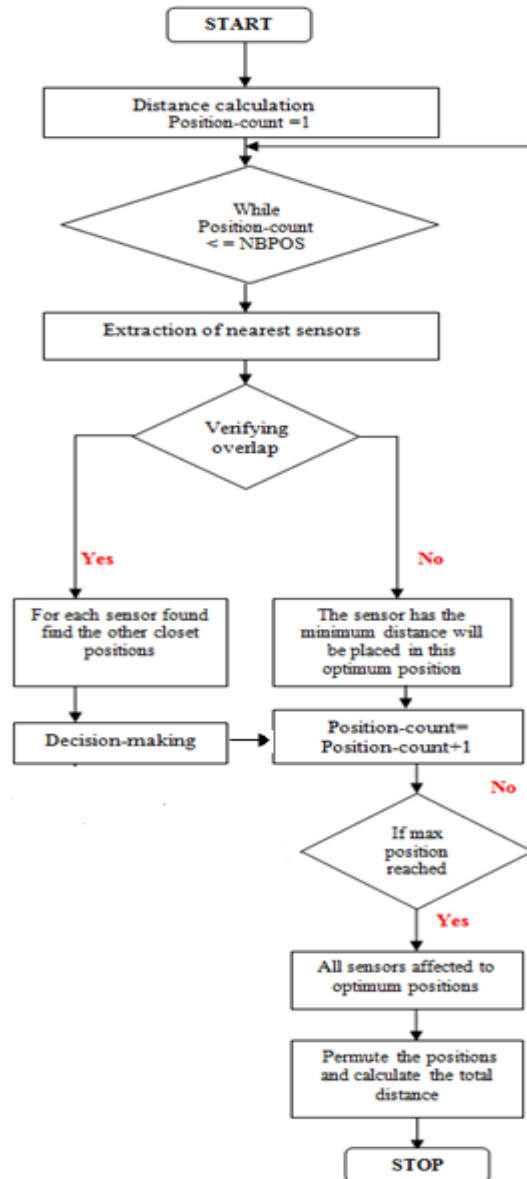 START
Distance calculation
Position-count =1
While
Position-count
< = NBPOS
Extraction of nearest sensors
Verifying
overlap
Yes
No
For each sensor found
find the other closet
positions
The sensor has the
minimum distance will
be placed in this
optimum position
Decision-making
Position-count=
Position-count+1
No
If max
position
reached
Yes
All sensors affected to
optimum positions
Permute the positions
and calculate the total
distance
STOP